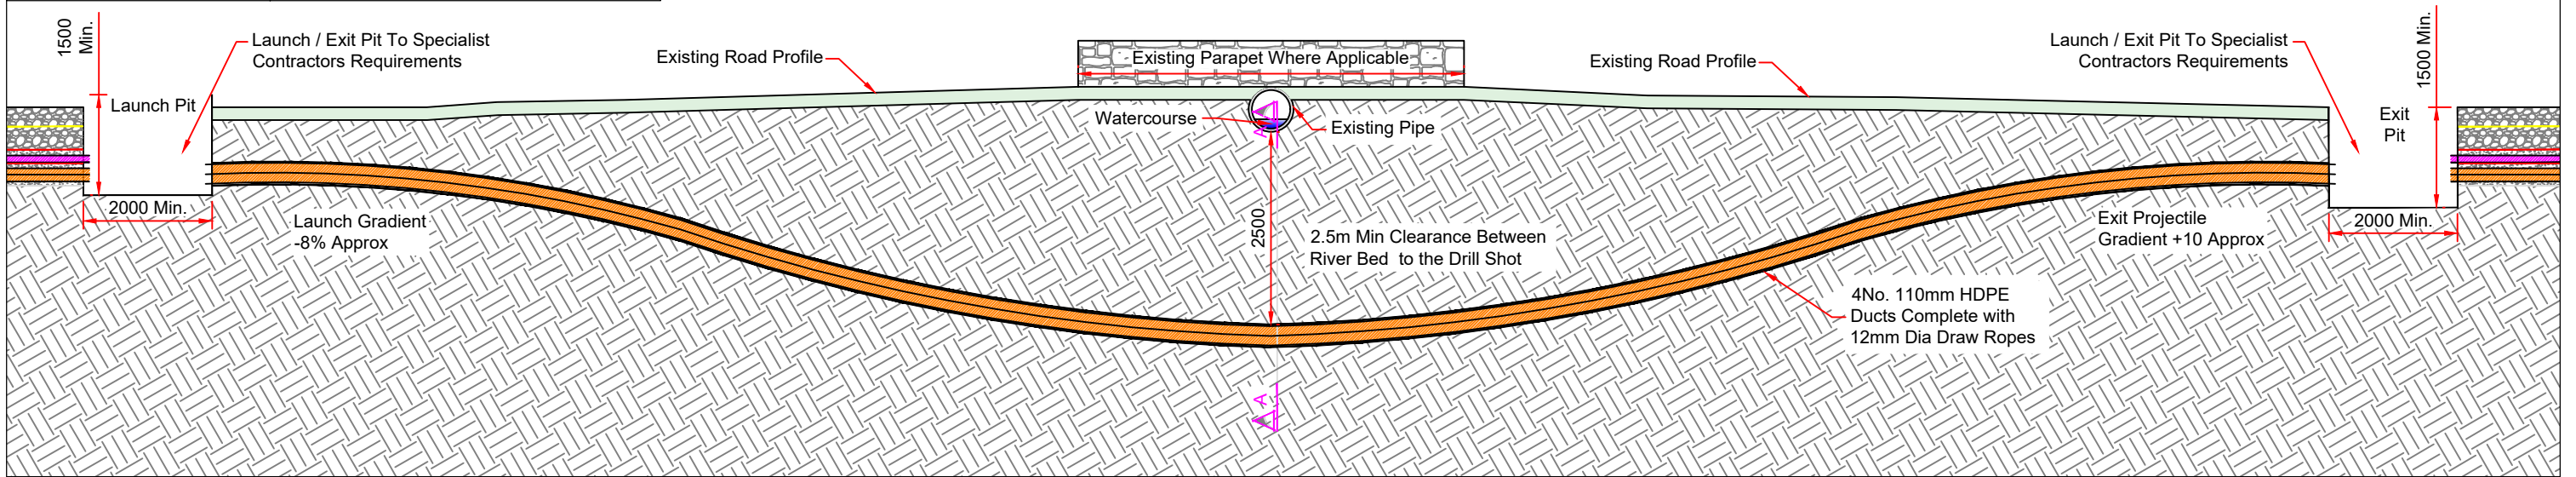 1500
Min.
Launch / Exit Pit To Specialist
Contractors Requirements
Launch Pit
Existing Road Profile
Existing Parapet Where Applicable
Existing Road Profile
Launch / Exit Pit To Specialist
Contractors Requirements
1500 Min.
Exit
Pit
Watercourse
A
Existing Pipe
2000 Min.
Launch Gradient
-8% Approx
2500
2.5m Min Clearance Between
River Bed to the Drill Shot
Exit Projectile
Gradient +10 Approx
2000 Min.
4No. 110mm HDPE
Ducts Complete with
12mm Dia Draw Ropes
A